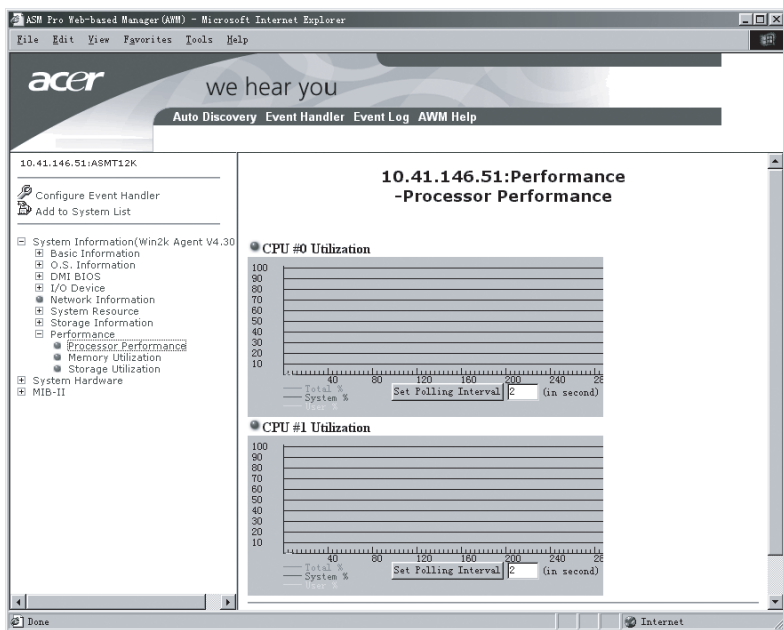 ASM Pro Web-based Manager(AWM) - Microsoft Internet Explorer
File Edit View Favorites Tools Help
acer
we hear you
Auto Discovery Event Handler Event Log AWM Help
10.41.146.51:ASMT12K
Configure Event Handler
Add to System List
System Information(Win2k Agent V4.30
Basic Information
O.S. Information
DMI BIOS
I/O Device
Network Information
System Resource
Storage Information
Performance
Processor Performance
Memory Utilization
Storage Utilization
System Hardware
MIB-II
10.41.146.51:Performance
-Processor Performance
CPU #0 Utilization
100
90
80
70
60
50
40
30
20
10
40 80 120 160 200 240 28
Total %
System %
User %
Set Polling Interval 2 (in second)
CPU #1 Utilization
100
90
80
70
60
50
40
30
20
10
40 80 120 160 200 240 28
Total %
System %
User %
Set Polling Interval 2 (in second)
Done
Internet